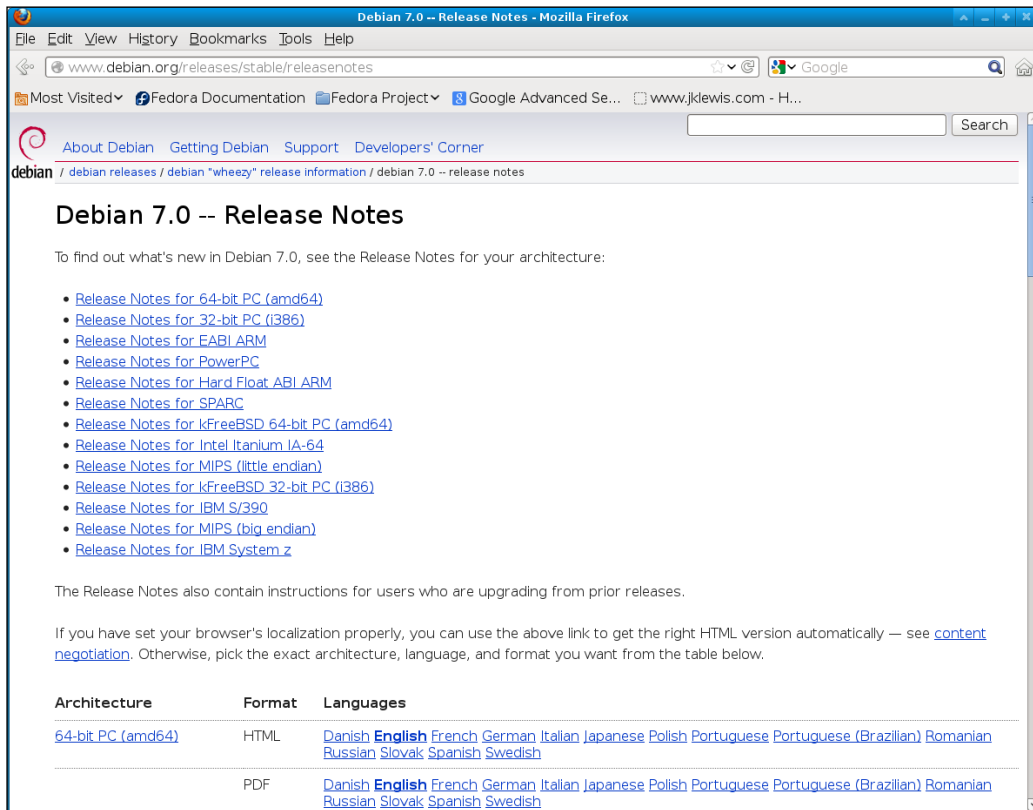 Debian 7.0 -- Release Notes - Mozilla Firefox
File Edit View History Bookmarks Tools Help
www.debian.org/releases/stable/releasenotes
Google
Most Visited Fedora Documentation Fedora Project Google Advanced Se... www.jklewis.com - H...
Search
About Debian Getting Debian Support Developers' Corner
debian / debian releases / debian "wheezy" release information / debian 7.0 -- release notes
Debian 7.0 -- Release Notes
To find out what's new in Debian 7.0, see the Release Notes for your architecture:
• Release Notes for 64-bit PC (amd64)
• Release Notes for 32-bit PC (i386)
• Release Notes for EABI ARM
• Release Notes for PowerPC
• Release Notes for Hard Float ABI ARM
• Release Notes for SPARC
• Release Notes for kFreeBSD 64-bit PC (amd64)
• Release Notes for Intel Itanium IA-64
• Release Notes for MIPS (little endian)
• Release Notes for kFreeBSD 32-bit PC (i386)
• Release Notes for IBM S/390
• Release Notes for MIPS (big endian)
• Release Notes for IBM System z
The Release Notes also contain instructions for users who are upgrading from prior releases.
If you have set your browser's localization properly, you can use the above link to get the right HTML version automatically — see content
negotiation. Otherwise, pick the exact architecture, language, and format you want from the table below.
Architecture Format Languages
64-bit PC (amd64) HTML Danish English French German Italian Japanese Polish Portuguese Portuguese (Brazilian) Romanian
Russian Slovak Spanish Swedish
PDF Danish English French German Italian Japanese Polish Portuguese Portuguese (Brazilian) Romanian
Russian Slovak Spanish Swedish